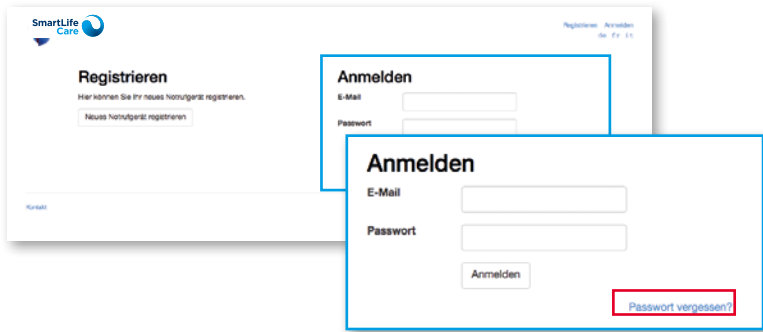 SmartLife
Care
Registrieren Anmelden
de fr it
Registrieren
Hier können Sie Ihr neues Notrufgerät registrieren.
Neues Notrufgerät registrieren
Anmelden
E-Mail
Passwort
Kontakt
Anmelden
E-Mail
Passwort
Anmelden
Passwort vergessen?